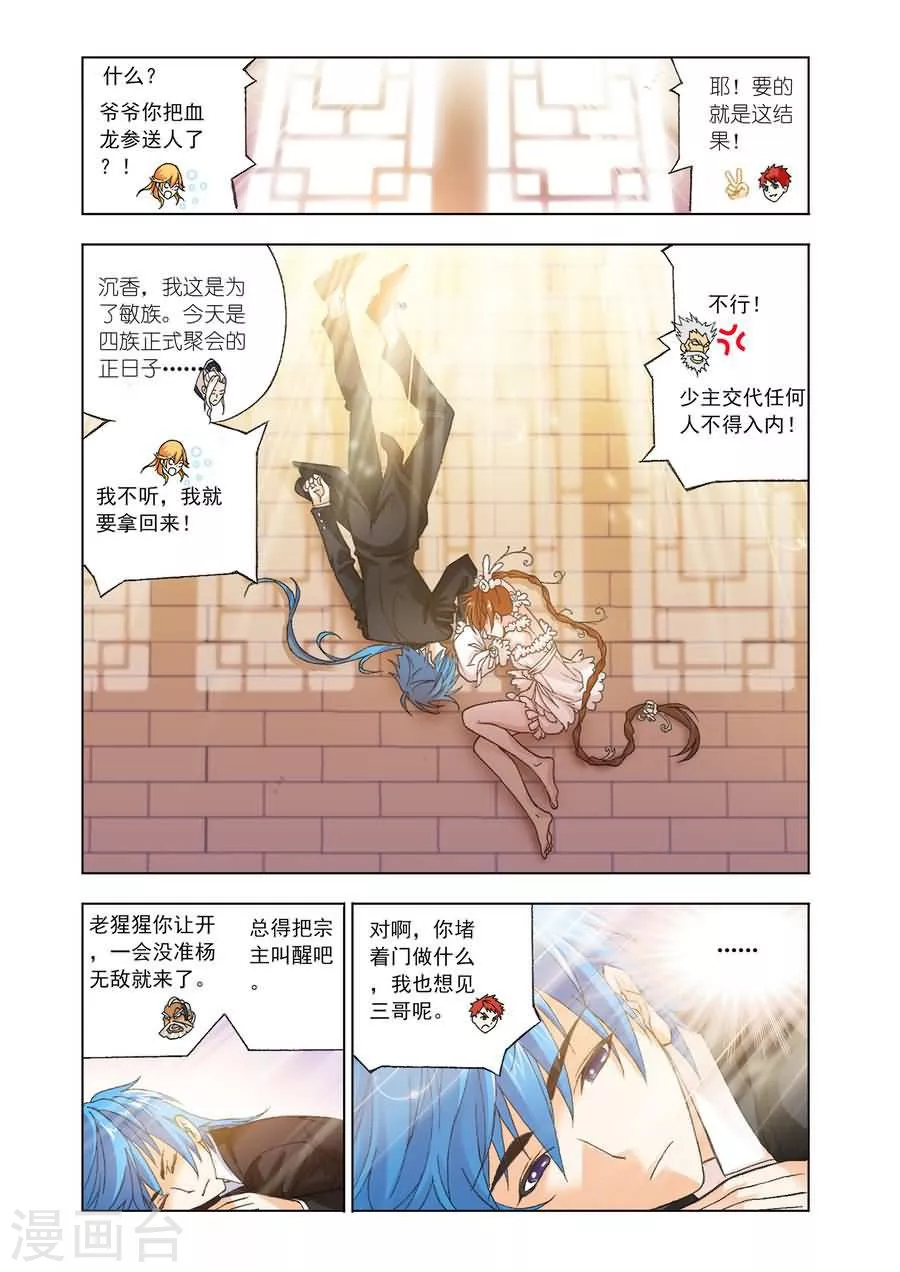 什么？
爷爷你把血
龙参送人了
？！
耶！要的
就是这结
果！
沉香，我这是为
了敏族。今天是
四族正式聚会的
正日子……
不行！
少主交代任何
人不得入内！
我不听，我就
要拿回来！
老猩猩你让开
，一会没准杨
无敌就来了。
总得把宗
主叫醒吧
。
对啊，你堵
着门做什么
，我也想见
三哥呢。
……
漫画台